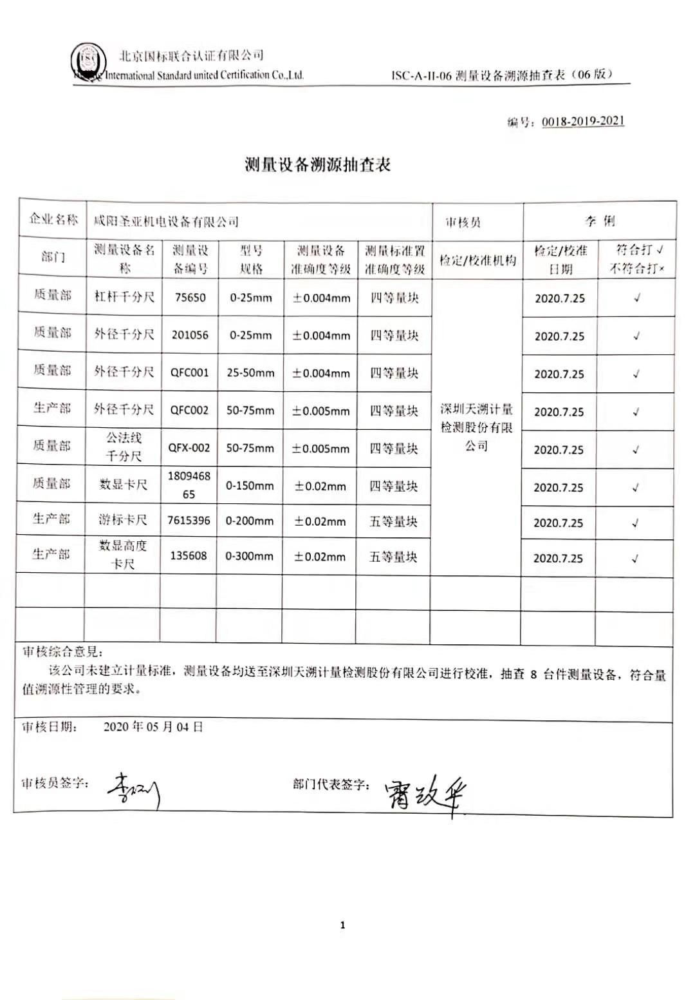 北京国标联合认证有限公司
Beijing International Standard united Certification Co.,Ltd.
ISC-A-II-06 测量设备溯源抽查表（06 版）
编号：0018-2019-2021
测量设备溯源抽查表
企业名称 咸阳圣亚机电设备有限公司 审核员 李 俐
部门 测量设备名称 测量设备编号 型号规格 测量设备准确度等级 测量标准置准确度等级 检定/校准机构 检定/校准日期 符合打√不符合打×
质量部 杠杆千分尺 75650 0-25mm ±0.004mm 四等量块 2020.7.25 √
质量部 外径千分尺 201056 0-25mm ±0.004mm 四等量块 2020.7.25 √
质量部 外径千分尺 QFC001 25-50mm ±0.004mm 四等量块 2020.7.25 √
生产部 外径千分尺 QFC002 50-75mm ±0.005mm 四等量块 深圳天溯计量检测股份有限公司 2020.7.25 √
质量部 公法线千分尺 QFX-002 50-75mm ±0.005mm 四等量块 2020.7.25 √
质量部 数显卡尺 180946865 0-150mm ±0.02mm 四等量块 2020.7.25 √
生产部 游标卡尺 7615396 0-200mm ±0.02mm 五等量块 2020.7.25 √
生产部 数显高度卡尺 135608 0-300mm ±0.02mm 五等量块 2020.7.25 √
审核综合意见：
该公司未建立计量标准，测量设备均送至深圳天溯计量检测股份有限公司进行校准，抽查 8 台件测量设备，符合量
值溯源性管理的要求。
审核日期： 2020 年 05 月 04 日
审核员签字： 李俐 部门代表签字：
1